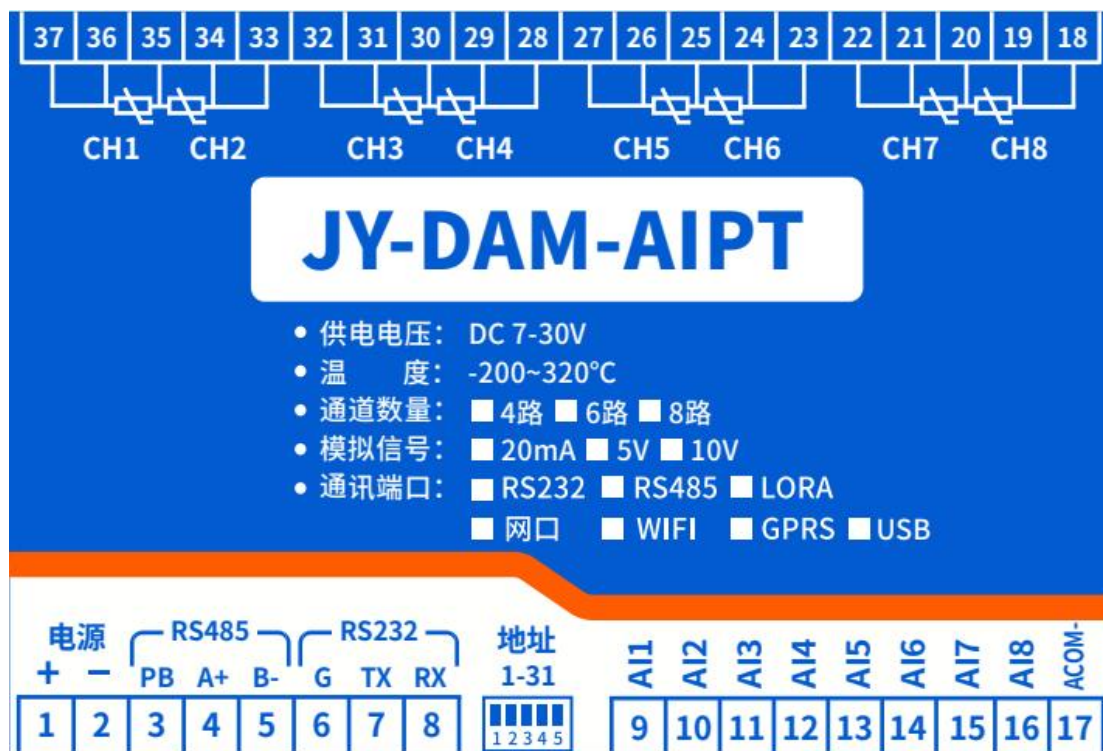 37 36 35 34 33 32 31 30 29 28 27 26 25 24 23 22 21 20 19 18
CH1 CH2 CH3 CH4 CH5 CH6 CH7 CH8
JY-DAM-AIPT
• 供电电压： DC 7-30V
• 温 度： -200~320℃
• 通道数量： ■ 4路 ■ 6路 ■ 8路
• 模拟信号： ■ 20mA ■ 5V ■ 10V
• 通讯端口： ■ RS232 ■ RS485 ■ LORA
■ 网口 ■ WIFI ■ GPRS ■ USB
电源 RS485 RS232 地址
+ − PB A+ B- G TX RX 1-31 AI1 AI2 AI3 AI4 AI5 AI6 AI7 AI8 ACOM-
1 2 3 4 5 6 7 8 1 2 3 4 5 9 10 11 12 13 14 15 16 17